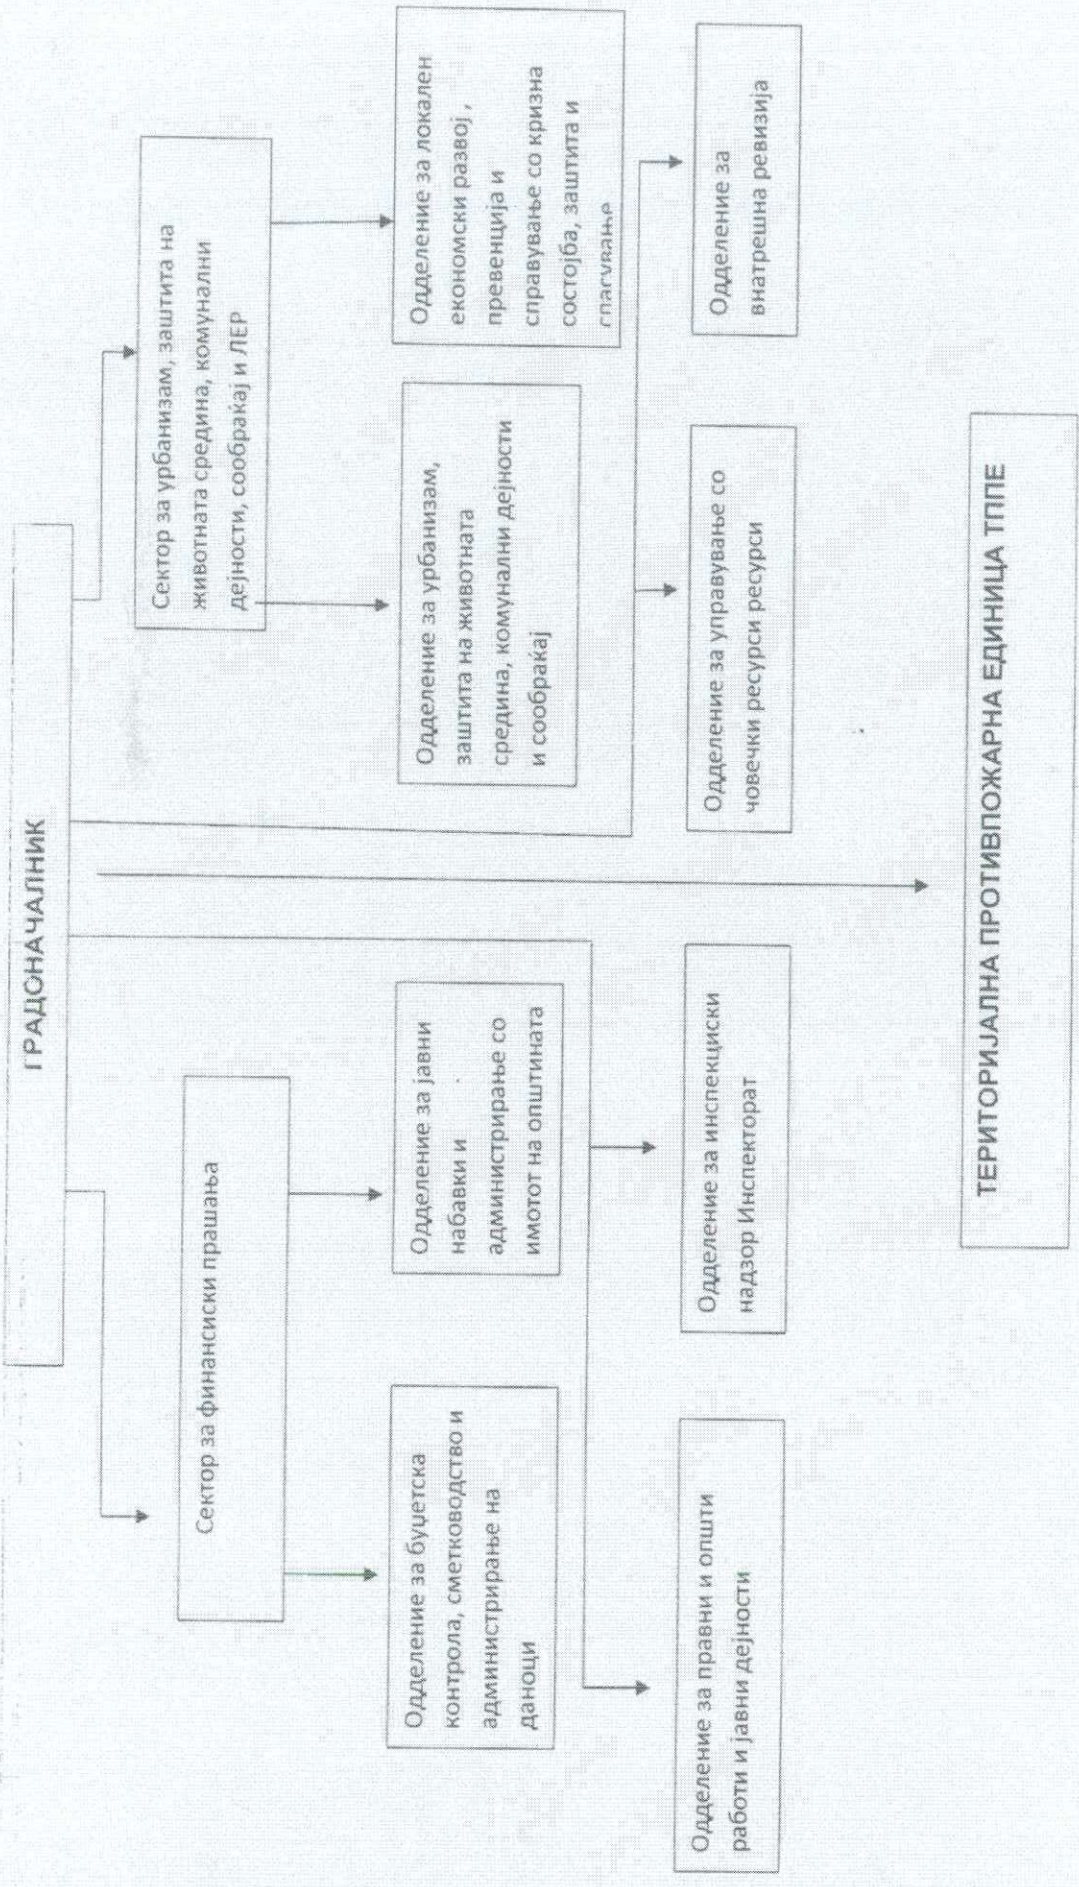 ГРАДОНАЧАЛНИК
Сектор за финансиски прашања
Сектор за урбанизам, заштита на
животната средина, комунални
дејности, сообраќај и ЛЕР
Одделение за буџетска
контрола, сметководство и
администрирање на
даноци
Одделение за јавни
набавки и
администрирање со
имотот на општината
Одделение за урбанизам,
заштита на животната
средина, комунални дејности
и сообраќај
Одделение за локален
економски развој ,
превенција и
справување со кризна
состојба, заштита и
Одделение за правни и општи
работи и јавни дејности
Одделение за инспекциски
надзор Инспекторат
Одделение за управување со
човечки ресурси ресурси
Одделение за
внатрешна ревизија
ТЕРИТОРИЈАЛНА ПРОТИВПОЖАРНА ЕДИНИЦА ТППЕ